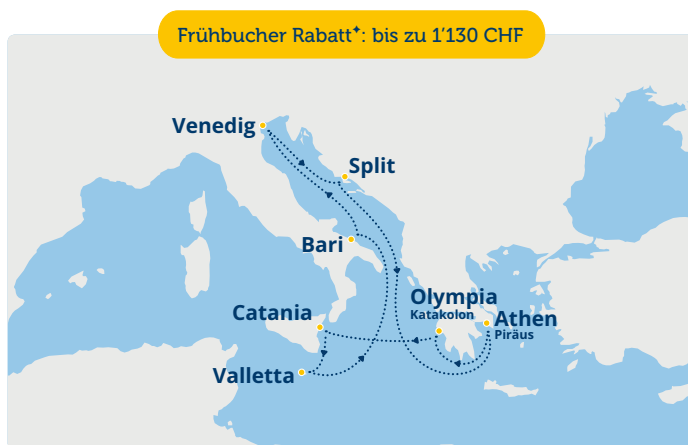 Frühbucher Rabatt✦: bis zu 1'130 CHF
Venedig
Split
Bari
Olympia
Katakolon
Catania
Athen
Piräus
Valletta